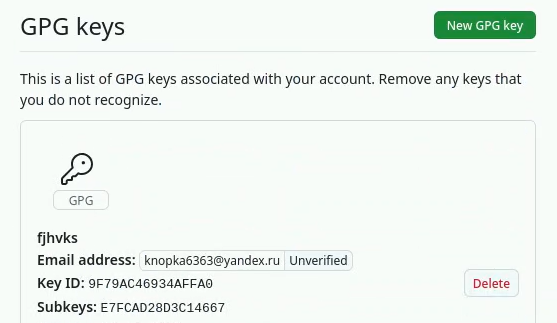 GPG keys
New GPG key
This is a list of GPG keys associated with your account. Remove any keys that
you do not recognize.
GPG
fjhvks
Email address: knopka6363@yandex.ru Unverified
Key ID: 9F79AC46934AFFA0
Delete
Subkeys: E7FCAD28D3C14667